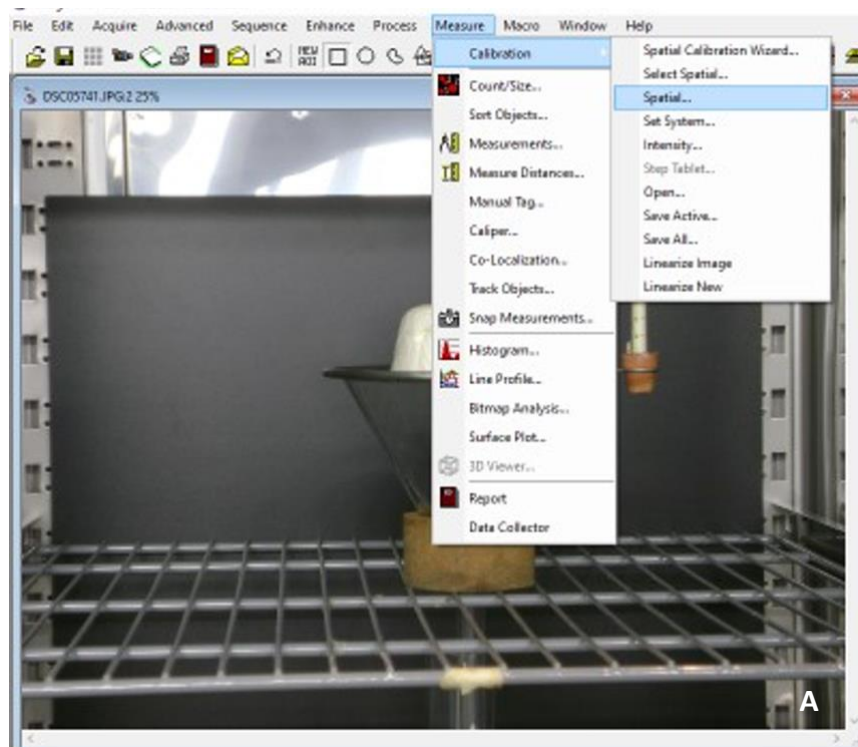 File Edit Acquire Advanced Sequence Enhance Process Measure Macro Window Help
NEW AOI
DSC05741.JPG:2 25%
Calibration
Count/Size...
Sort Objects...
Measurements...
Measure Distances...
Manual Tag...
Caliper...
Co-Localization...
Track Objects...
Snap Measurements...
Histogram...
Line Profile...
Bitmap Analysis...
Surface Plot...
3D Viewer...
Report
Data Collector
Spatial Calibration Wizard...
Select Spatial...
Spatial...
Set System...
Intensity...
Step Tablet...
Open...
Save Active...
Save All...
Linearize Image
Linearize New
A